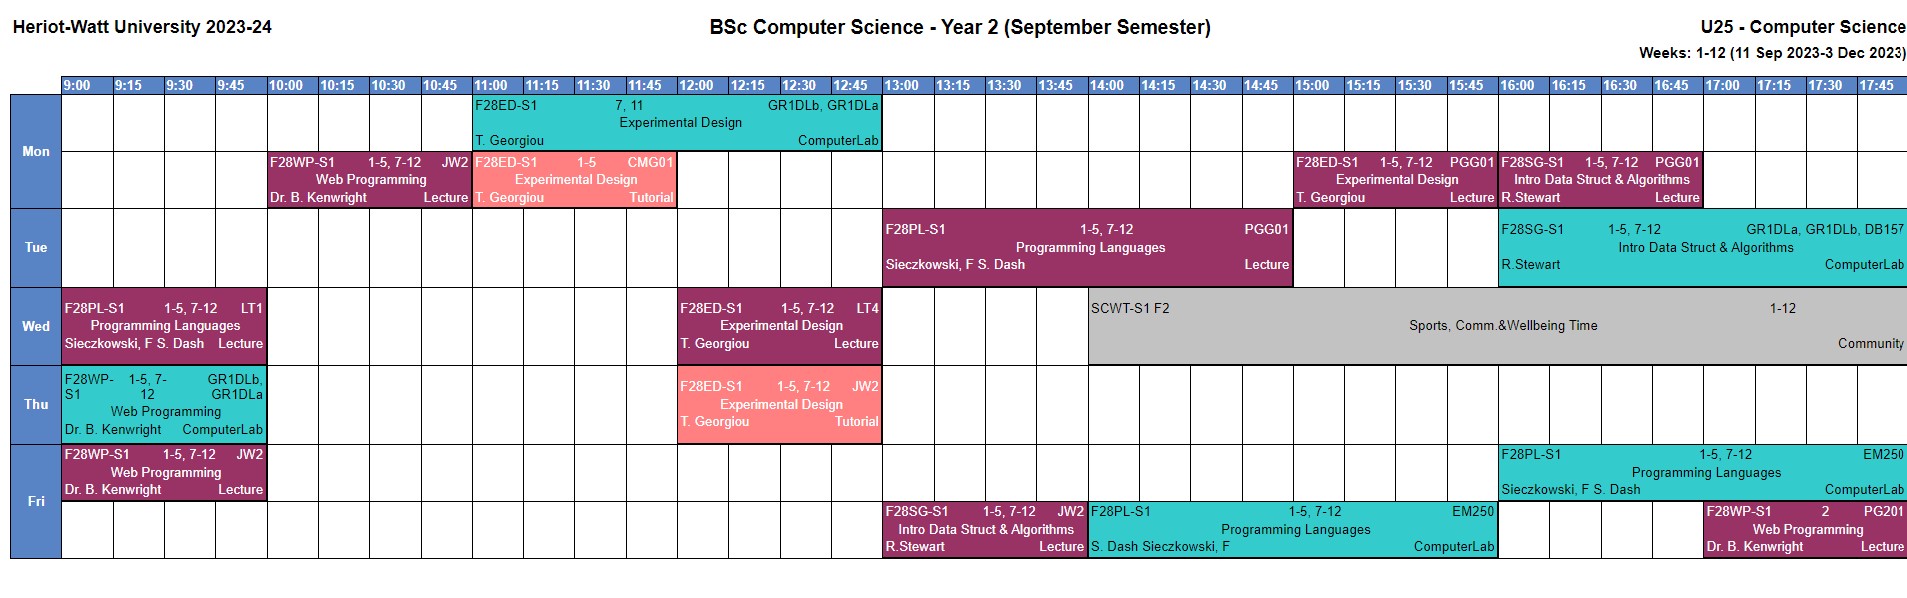 Heriot-Watt University 2023-24 BSc Computer Science - Year 2 (September Semester) U25 - Computer Science
Weeks: 1-12 (11 Sep 2023-3 Dec 2023)
9:00 9:15 9:30 9:45 10:00 10:15 10:30 10:45 11:00 11:15 11:30 11:45 12:00 12:15 12:30 12:45 13:00 13:15 13:30 13:45 14:00 14:15 14:30 14:45 15:00 15:15 15:30 15:45 16:00 16:15 16:30 16:45 17:00 17:15 17:30 17:45
Mon
F28ED-S1 7, 11 GR1DLb, GR1DLa
Experimental Design
T. Georgiou ComputerLab
F28WP-S1 1-5, 7-12 JW2
Web Programming
Dr. B. Kenwright Lecture
F28ED-S1 1-5 CMG01
Experimental Design
T. Georgiou Tutorial
F28ED-S1 1-5, 7-12 PGG01
Experimental Design
T. Georgiou Lecture
F28SG-S1 1-5, 7-12 PGG01
Intro Data Struct & Algorithms
R.Stewart Lecture
Tue
F28PL-S1 1-5, 7-12 PGG01
Programming Languages
Sieczkowski, F S. Dash Lecture
F28SG-S1 1-5, 7-12 GR1DLa, GR1DLb, DB157
Intro Data Struct & Algorithms
R.Stewart ComputerLab
Wed
F28PL-S1 1-5, 7-12 LT1
Programming Languages
Sieczkowski, F S. Dash Lecture
F28ED-S1 1-5, 7-12 LT4
Experimental Design
T. Georgiou Lecture
SCWT-S1 F2 1-12
Sports, Comm.&Wellbeing Time
Community
Thu
F28WP- 1-5, 7- GR1DLb,
S1 12 GR1DLa
Web Programming
Dr. B. Kenwright ComputerLab
F28ED-S1 1-5, 7-12 JW2
Experimental Design
T. Georgiou Tutorial
Fri
F28WP-S1 1-5, 7-12 JW2
Web Programming
Dr. B. Kenwright Lecture
F28PL-S1 1-5, 7-12 EM250
Programming Languages
Sieczkowski, F S. Dash ComputerLab
F28SG-S1 1-5, 7-12 JW2
Intro Data Struct & Algorithms
R.Stewart Lecture
F28PL-S1 1-5, 7-12 EM250
Programming Languages
S. Dash Sieczkowski, F ComputerLab
F28WP-S1 2 PG201
Web Programming
Dr. B. Kenwright Lecture